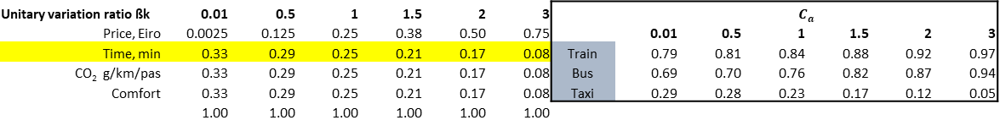 Unitary variation ratio ßk 0.01 0.5 1 1.5 2 3 Cₐ
Price, Eiro 0.0025 0.125 0.25 0.38 0.50 0.75 0.01 0.5 1 1.5 2 3
Time, min 0.33 0.29 0.25 0.21 0.17 0.08 Train 0.79 0.81 0.84 0.88 0.92 0.97
CO₂ g/km/pas 0.33 0.29 0.25 0.21 0.17 0.08 Bus 0.69 0.70 0.76 0.82 0.87 0.94
Comfort 0.33 0.29 0.25 0.21 0.17 0.08 Taxi 0.29 0.28 0.23 0.17 0.12 0.05
1.00 1.00 1.00 1.00 1.00 1.00